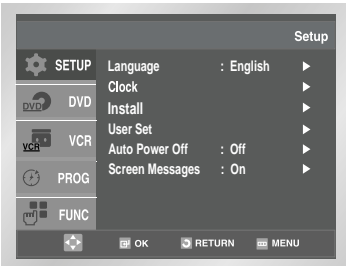 Setup
SETUP
Language : English ►
Clock ►
DVD DVD
Install ►
User Set ►
VCR VCR
Auto Power Off : Off ►
Screen Messages : On ►
PROG
FUNC
OK RETURN MENU